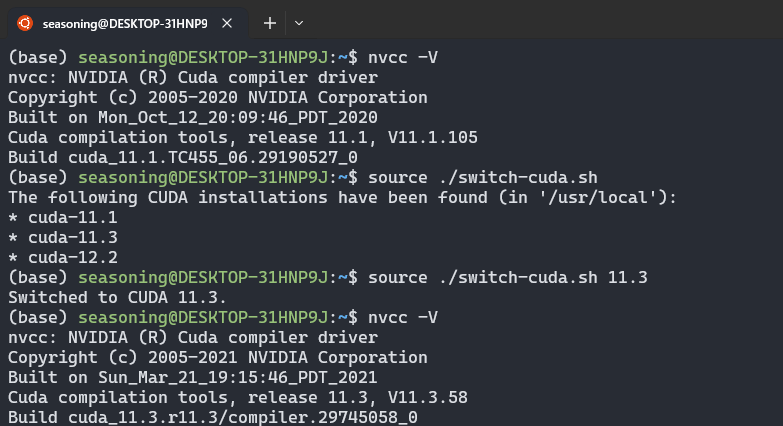 seasoning@DESKTOP-31HNP9
(base) seasoning@DESKTOP-31HNP9J:~$ nvcc -V
nvcc: NVIDIA (R) Cuda compiler driver
Copyright (c) 2005-2020 NVIDIA Corporation
Built on Mon_Oct_12_20:09:46_PDT_2020
Cuda compilation tools, release 11.1, V11.1.105
Build cuda_11.1.TC455_06.29190527_0
(base) seasoning@DESKTOP-31HNP9J:~$ source ./switch-cuda.sh
The following CUDA installations have been found (in '/usr/local'):
* cuda-11.1
* cuda-11.3
* cuda-12.2
(base) seasoning@DESKTOP-31HNP9J:~$ source ./switch-cuda.sh 11.3
Switched to CUDA 11.3.
(base) seasoning@DESKTOP-31HNP9J:~$ nvcc -V
nvcc: NVIDIA (R) Cuda compiler driver
Copyright (c) 2005-2021 NVIDIA Corporation
Built on Sun_Mar_21_19:15:46_PDT_2021
Cuda compilation tools, release 11.3, V11.3.58
Build cuda_11.3.r11.3/compiler.29745058_0